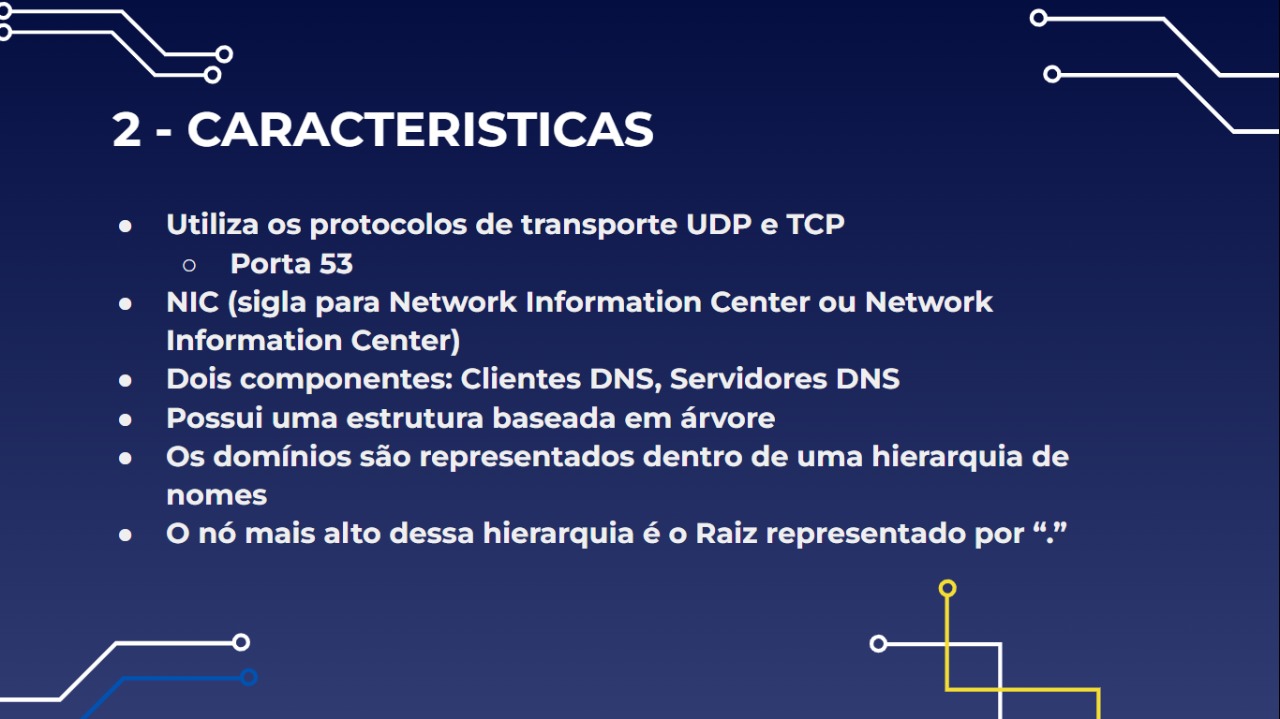 2 - CARACTERISTICAS
● Utiliza os protocolos de transporte UDP e TCP
○ Porta 53
● NIC (sigla para Network Information Center ou Network
Information Center)
● Dois componentes: Clientes DNS, Servidores DNS
● Possui uma estrutura baseada em árvore
● Os domínios são representados dentro de uma hierarquia de
nomes
● O nó mais alto dessa hierarquia é o Raiz representado por “.”